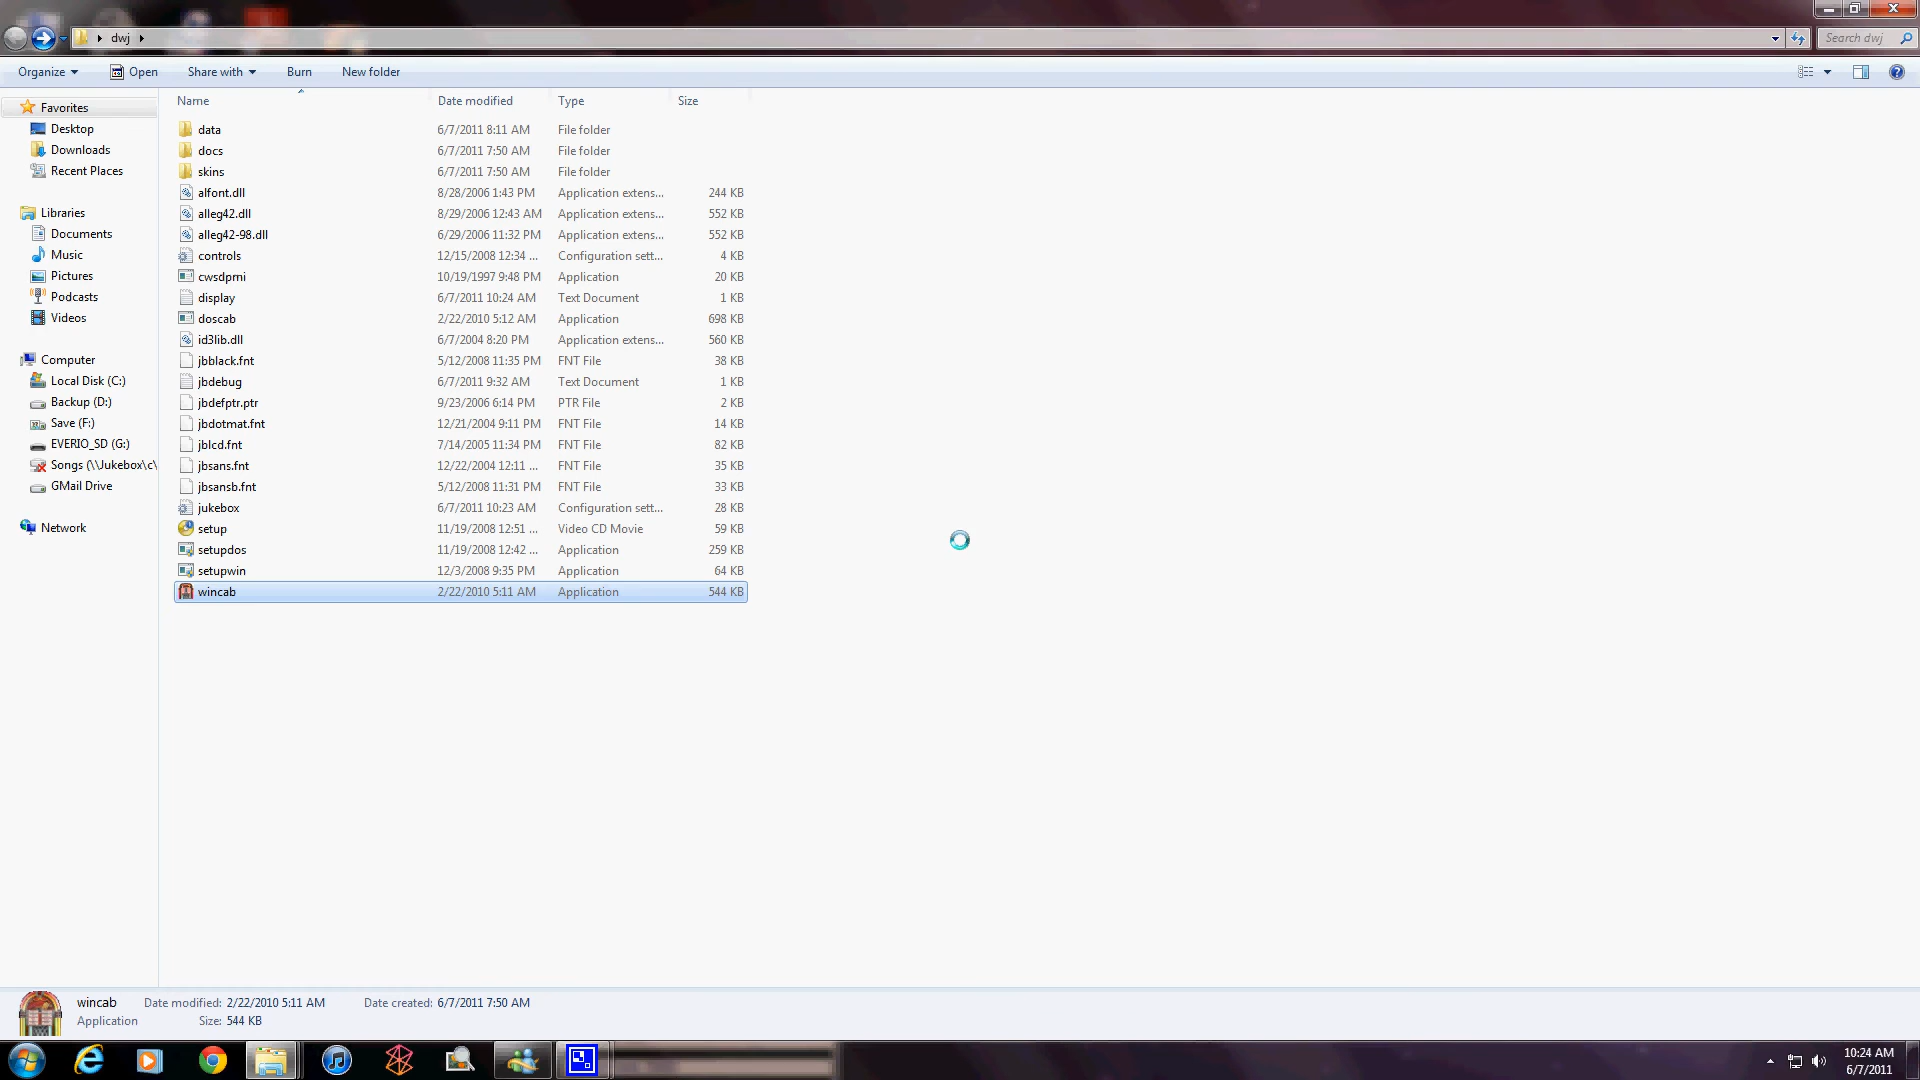 dwj
Search dwj
Organize Open Share with Burn New folder
Name Date modified Type Size
Favorites
Desktop
Downloads
Recent Places
Libraries
Documents
Music
Pictures
Podcasts
Videos
Computer
Local Disk (C:)
Backup (D:)
Save (F:)
EVERIO_SD (G:)
Songs (\\Jukebox\c\
GMail Drive
Network
data 6/7/2011 8:11 AM File folder
docs 6/7/2011 7:50 AM File folder
skins 6/7/2011 7:50 AM File folder
alfont.dll 8/28/2006 1:43 PM Application extens... 244 KB
alleg42.dll 8/29/2006 12:43 AM Application extens... 552 KB
alleg42-98.dll 6/29/2006 11:32 PM Application extens... 552 KB
controls 12/15/2008 12:34 ... Configuration sett... 4 KB
cwsdpmi 10/19/1997 9:48 PM Application 20 KB
display 6/7/2011 10:24 AM Text Document 1 KB
doscab 2/22/2010 5:12 AM Application 698 KB
id3lib.dll 6/7/2004 8:20 PM Application extens... 560 KB
jbblack.fnt 5/12/2008 11:35 PM FNT File 38 KB
jbdebug 6/7/2011 9:32 AM Text Document 1 KB
jbdefptr.ptr 9/23/2006 6:14 PM PTR File 2 KB
jbdotmat.fnt 12/21/2004 9:11 PM FNT File 14 KB
jblcd.fnt 7/14/2005 11:34 PM FNT File 82 KB
jbsans.fnt 12/22/2004 12:11 ... FNT File 35 KB
jbsansb.fnt 5/12/2008 11:31 PM FNT File 33 KB
jukebox 6/7/2011 10:23 AM Configuration sett... 28 KB
setup 11/19/2008 12:51 ... Video CD Movie 59 KB
setupdos 11/19/2008 12:42 ... Application 259 KB
setupwin 12/3/2008 9:35 PM Application 64 KB
wincab 2/22/2010 5:11 AM Application 544 KB
wincab Date modified: 2/22/2010 5:11 AM Date created: 6/7/2011 7:50 AM
Application Size: 544 KB
10:24 AM
6/7/2011